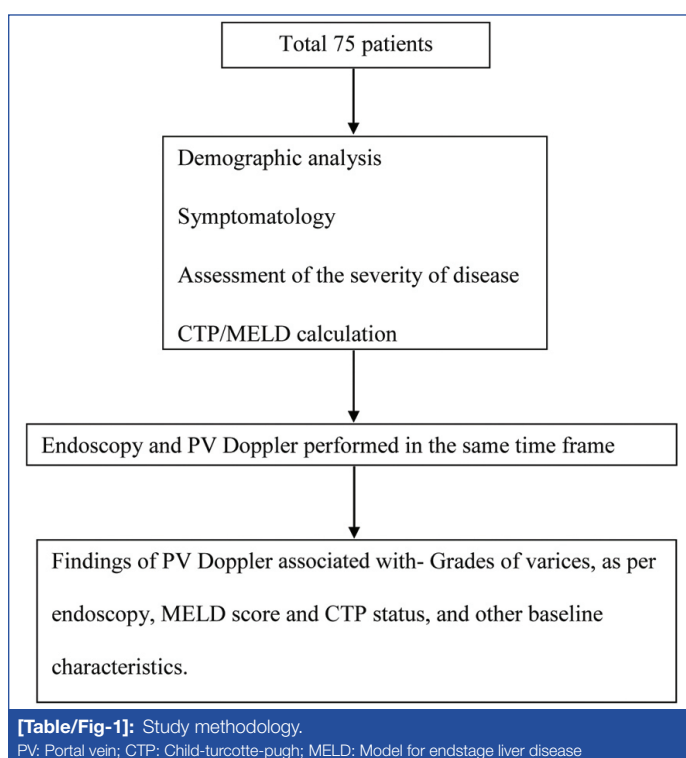 Total 75 patients
Demographic analysis
Symptomatology
Assessment of the severity of disease
CTP/MELD calculation
Endoscopy and PV Doppler performed in the same time frame
Findings of PV Doppler associated with- Grades of varices, as per
endoscopy, MELD score and CTP status, and other baseline
characteristics.
[Table/Fig-1]: Study methodology.
PV: Portal vein; CTP: Child-turcotte-pugh; MELD: Model for endstage liver disease